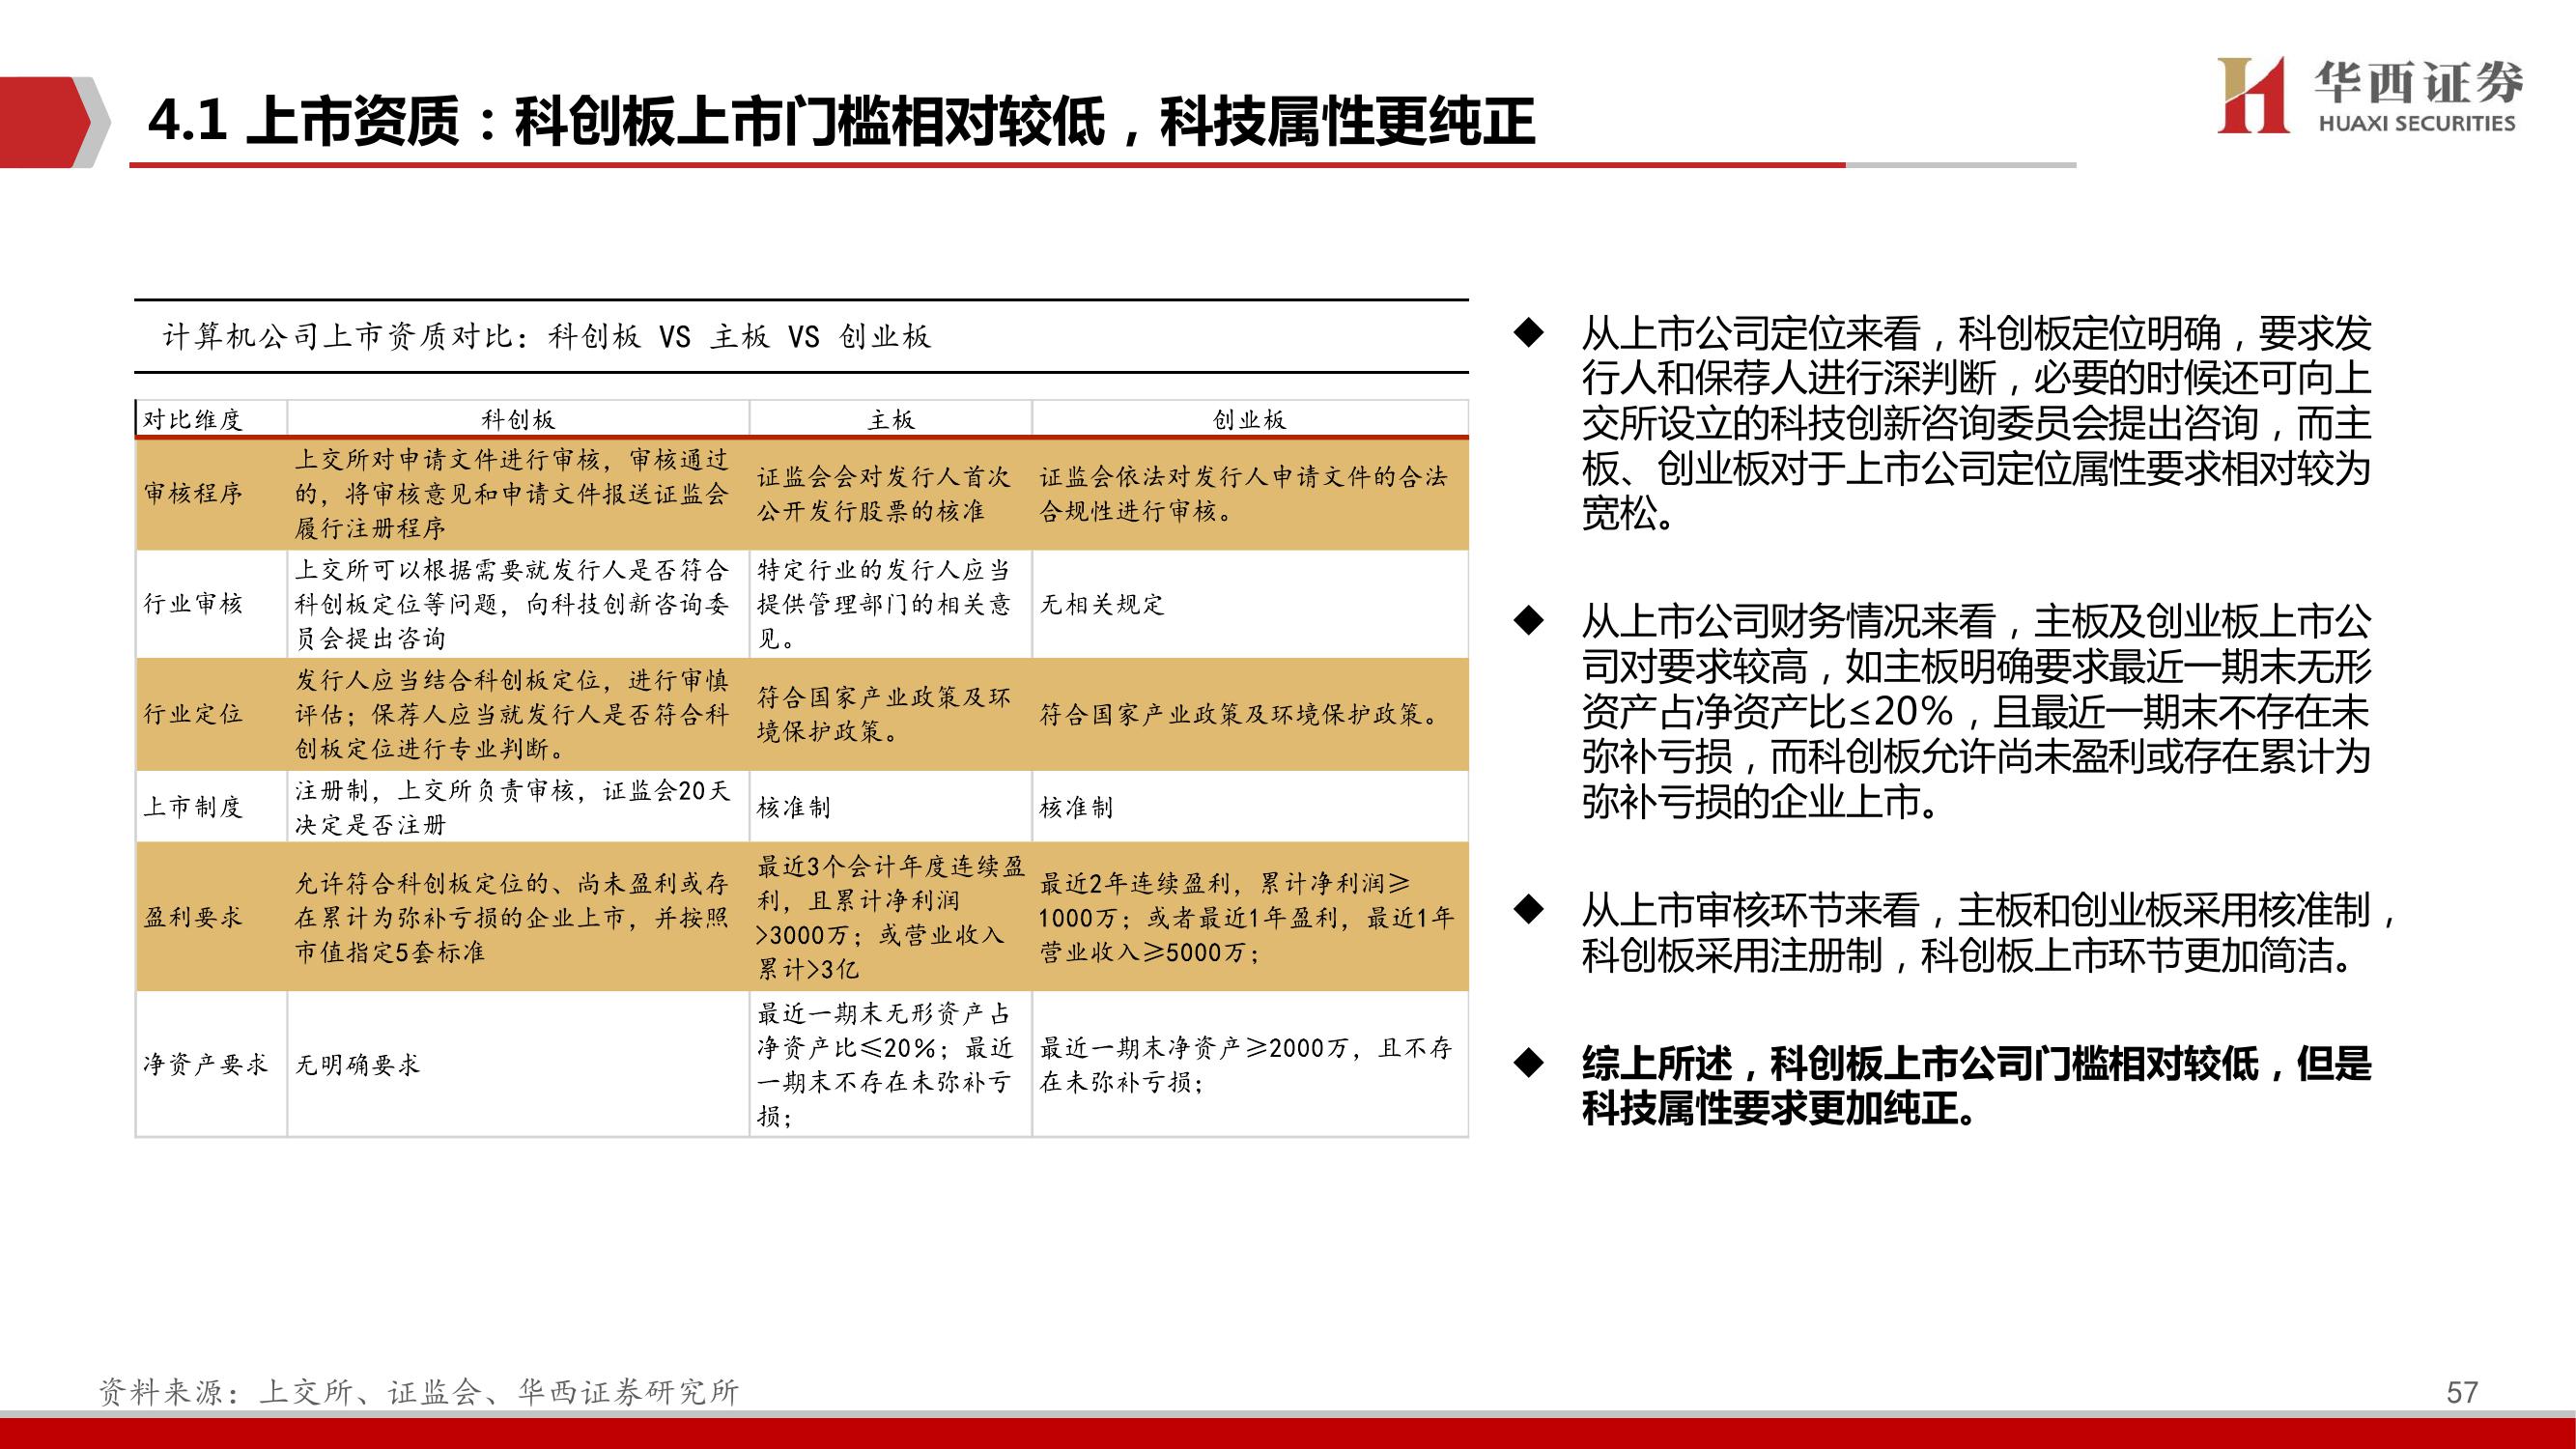 4.1 上市资质：科创板上市门槛相对较低，科技属性更纯正
华西证券
HUAXI SECURITIES
计算机公司上市资质对比：科创板 VS 主板 VS 创业板
对比维度 科创板 主板 创业板
审核程序
上交所对申请文件进行审核，审核通过
的，将审核意见和申请文件报送证监会
履行注册程序
证监会会对发行人首次
公开发行股票的核准
证监会依法对发行人申请文件的合法
合规性进行审核。
行业审核
上交所可以根据需要就发行人是否符合
科创板定位等问题，向科技创新咨询委
员会提出咨询
特定行业的发行人应当
提供管理部门的相关意
见。
无相关规定
行业定位
发行人应当结合科创板定位，进行审慎
评估；保荐人应当就发行人是否符合科
创板定位进行专业判断。
符合国家产业政策及环
境保护政策。
符合国家产业政策及环境保护政策。
上市制度
注册制，上交所负责审核，证监会20天
决定是否注册
核准制
核准制
盈利要求
允许符合科创板定位的、尚未盈利或存
在累计为弥补亏损的企业上市，并按照
市值指定5套标准
最近3个会计年度连续盈
利，且累计净利润
>3000万；或营业收入
累计>3亿
最近2年连续盈利，累计净利润≥
1000万；或者最近1年盈利，最近1年
营业收入≥5000万；
净资产要求
无明确要求
最近一期末无形资产占
净资产比≤20%；最近
一期末不存在未弥补亏
损；
最近一期末净资产≥2000万，且不存
在未弥补亏损；
◆ 从上市公司定位来看，科创板定位明确，要求发
行人和保荐人进行深判断，必要的时候还可向上
交所设立的科技创新咨询委员会提出咨询，而主
板、创业板对于上市公司定位属性要求相对较为
宽松。
◆ 从上市公司财务情况来看，主板及创业板上市公
司对要求较高，如主板明确要求最近一期末无形
资产占净资产比≤20%，且最近一期末不存在未
弥补亏损，而科创板允许尚未盈利或存在累计为
弥补亏损的企业上市。
◆ 从上市审核环节来看，主板和创业板采用核准制，
科创板采用注册制，科创板上市环节更加简洁。
◆ 综上所述，科创板上市公司门槛相对较低，但是
科技属性要求更加纯正。
资料来源：上交所、证监会、华西证券研究所
57